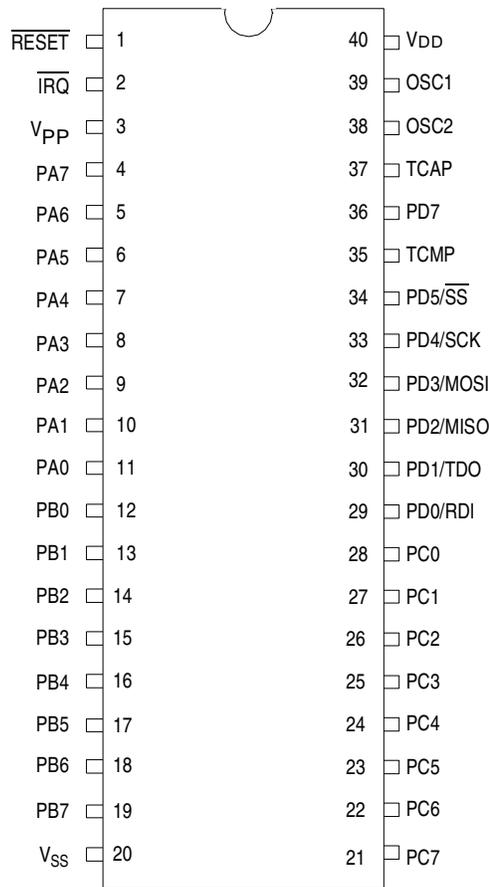 RESET 1 40 VDD
IRQ 2 39 OSC1
VPP 3 38 OSC2
PA7 4 37 TCAP
PA6 5 36 PD7
PA5 6 35 TCMP
PA4 7 34 PD5/SS
PA3 8 33 PD4/SCK
PA2 9 32 PD3/MOSI
PA1 10 31 PD2/MISO
PA0 11 30 PD1/TDO
PB0 12 29 PD0/RDI
PB1 13 28 PC0
PB2 14 27 PC1
PB3 15 26 PC2
PB4 16 25 PC3
PB5 17 24 PC4
PB6 18 23 PC5
PB7 19 22 PC6
VSS 20 21 PC7